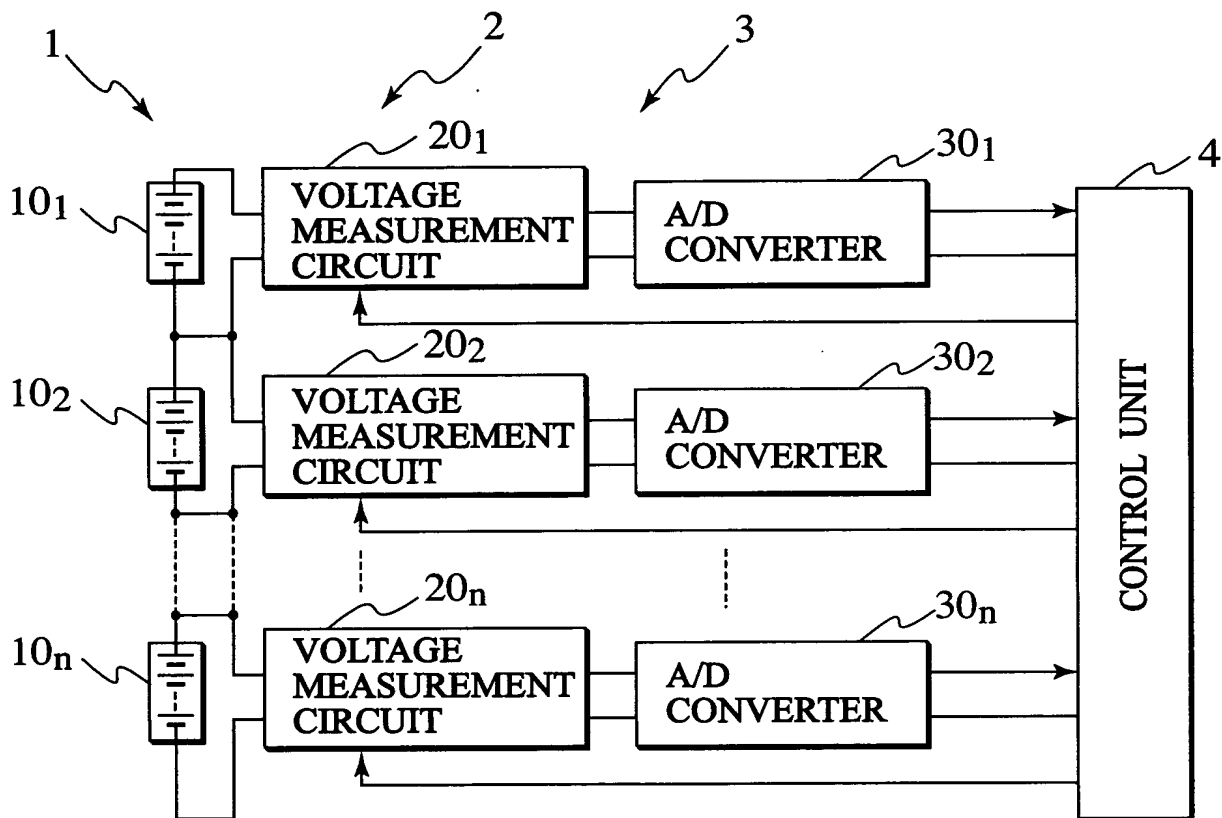 1
2
3
20₁
30₁
4
10₁
VOLTAGE
MEASUREMENT
CIRCUIT
A/D
CONVERTER
20₂
30₂
10₂
VOLTAGE
MEASUREMENT
CIRCUIT
A/D
CONVERTER
CONTROL UNIT
20ₙ
30ₙ
10ₙ
VOLTAGE
MEASUREMENT
CIRCUIT
A/D
CONVERTER